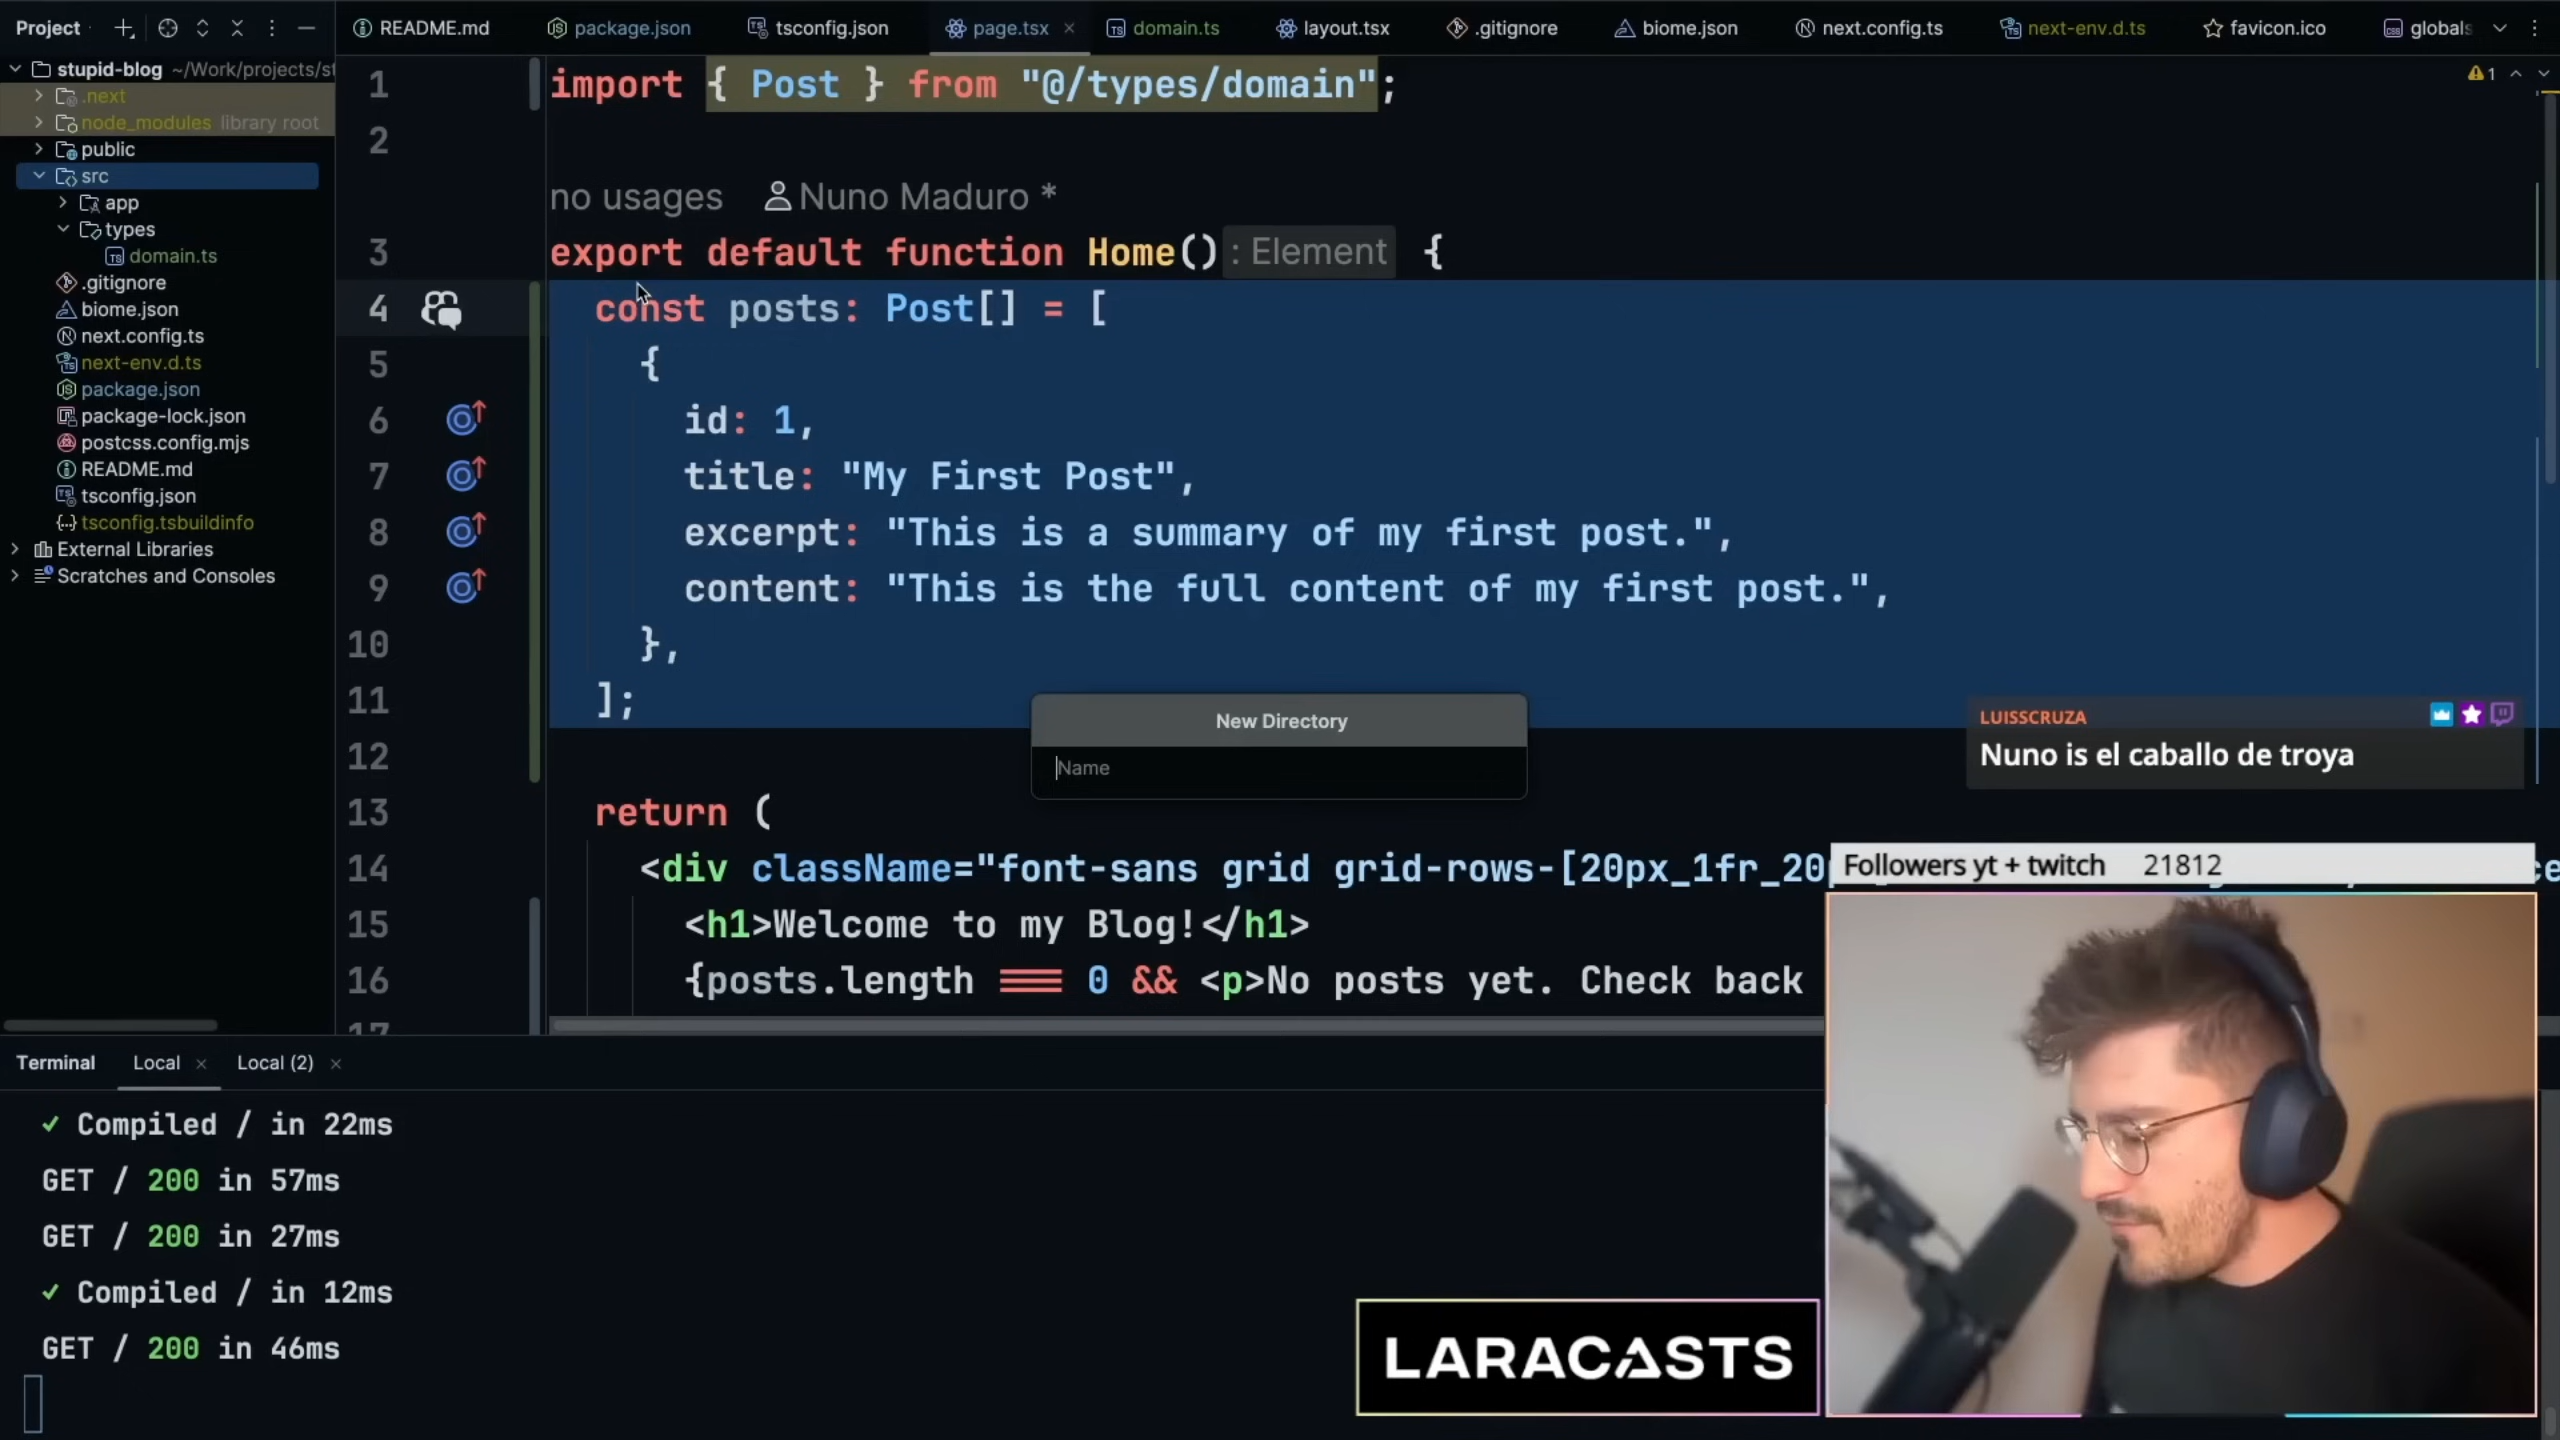 Project
README.md
package.json
tsconfig.json
page.tsx
domain.ts
layout.tsx
.gitignore
biome.json
next.config.ts
next-env.d.ts
favicon.ico
globals
stupid-blog ~/Work/projects/st
.next
node_modules library root
public
src
app
types
domain.ts
.gitignore
biome.json
next.config.ts
next-env.d.ts
package.json
package-lock.json
postcss.config.mjs
README.md
tsconfig.json
tsconfig.tsbuildinfo
External Libraries
Scratches and Consoles
1
1 import { Post } from "@/types/domain";
2
no usages Nuno Maduro *
3 export default function Home() : Element {
4 const posts: Post[] = [
5 {
6 id: 1,
7 title: "My First Post",
8 excerpt: "This is a summary of my first post.",
9 content: "This is the full content of my first post.",
10 },
11 ];
12
13 return (
14 <div className="font-sans grid grid-rows-[20px_1fr_20p
15 <h1>Welcome to my Blog!</h1>
16 {posts.length === 0 && <p>No posts yet. Check back
17
New Directory
Name
LUISSCRUZA
Nuno is el caballo de troya
Followers yt + twitch 21812
Terminal Local Local (2)
✓ Compiled / in 22ms
GET / 200 in 57ms
GET / 200 in 27ms
✓ Compiled / in 12ms
GET / 200 in 46ms
LARACASTS